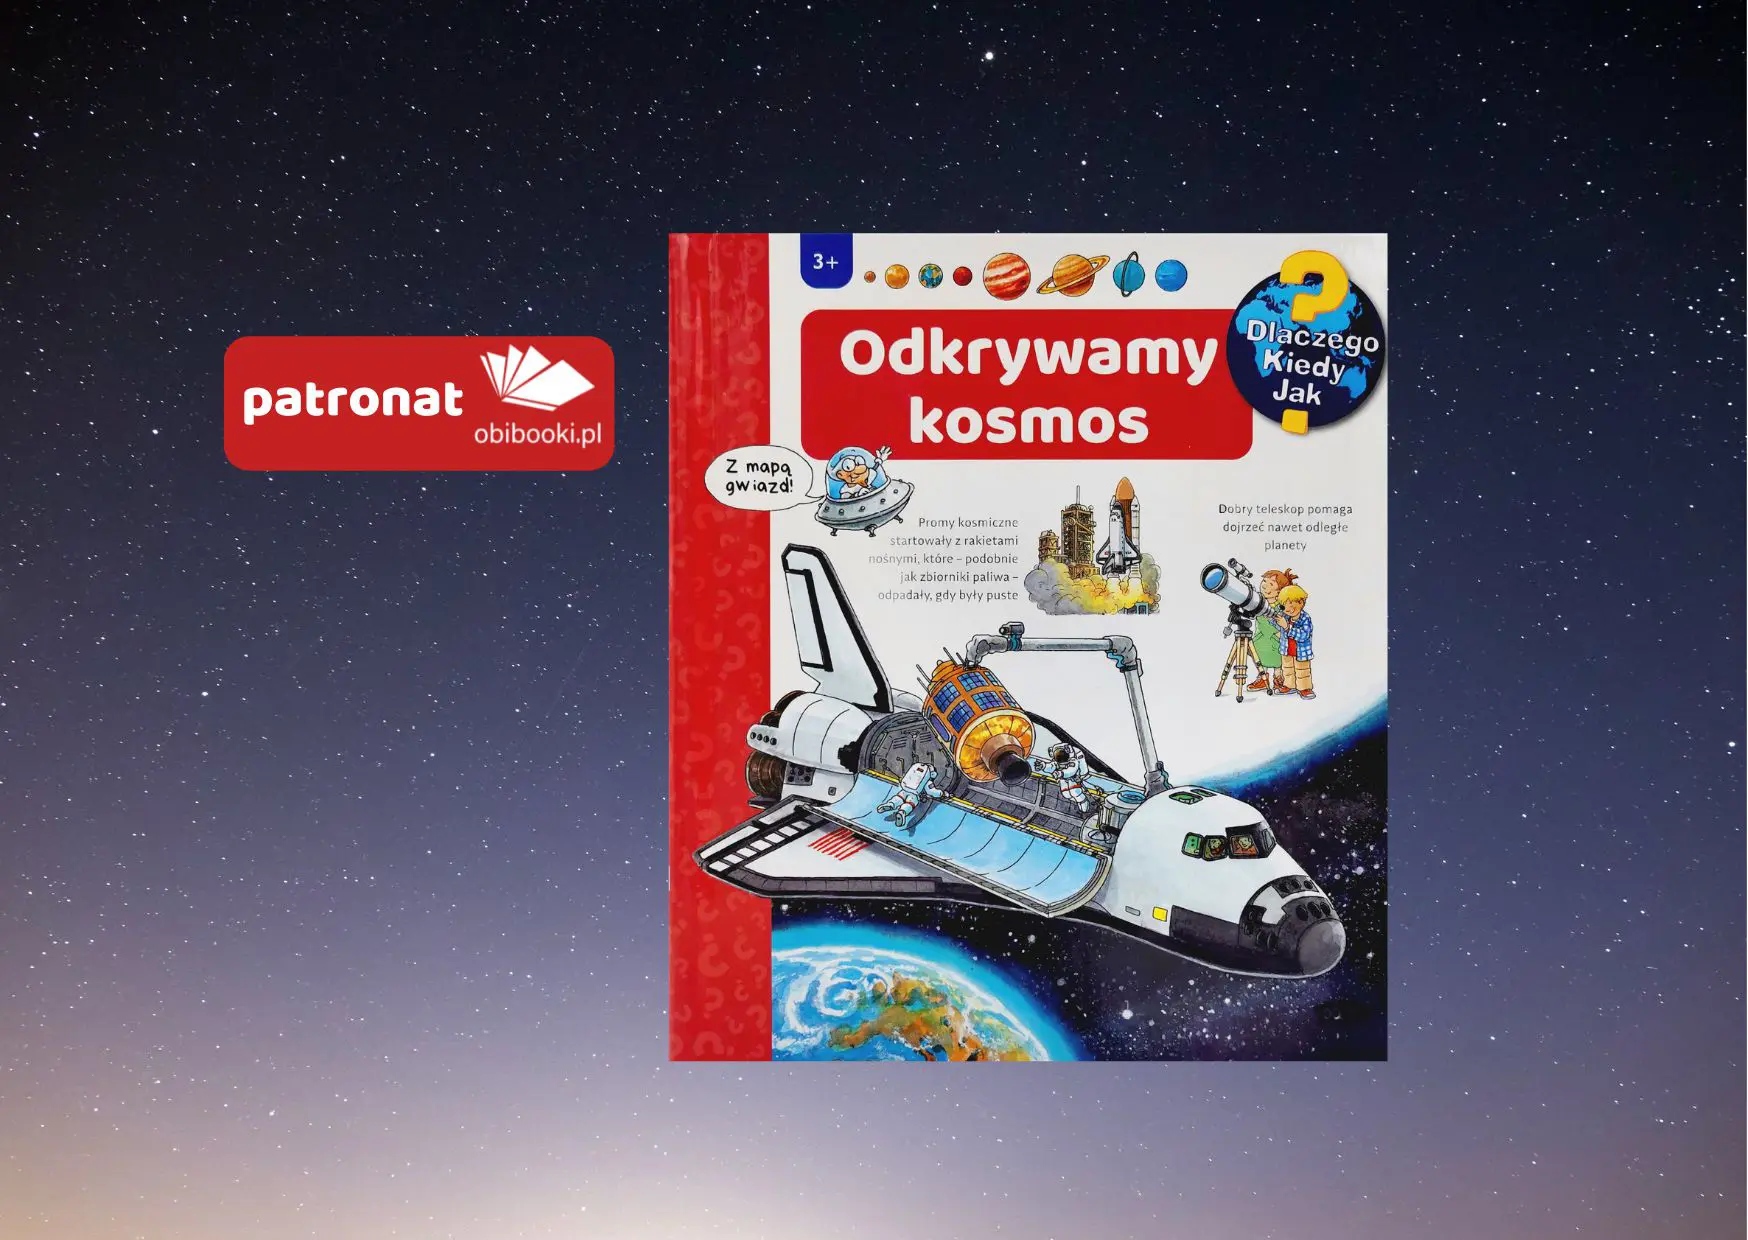 patronat
obibooki.pl
3+
Odkrywamy
kosmos
Dlaczego
Kiedy
Jak
?
Z mapą
gwiazd!
Promy kosmiczne
startowały z rakietami
nośnymi, które – podobnie
jak zbiorniki paliwa –
odpadały, gdy były puste
Dobry teleskop pomaga
dojrzeć nawet odległe
planety